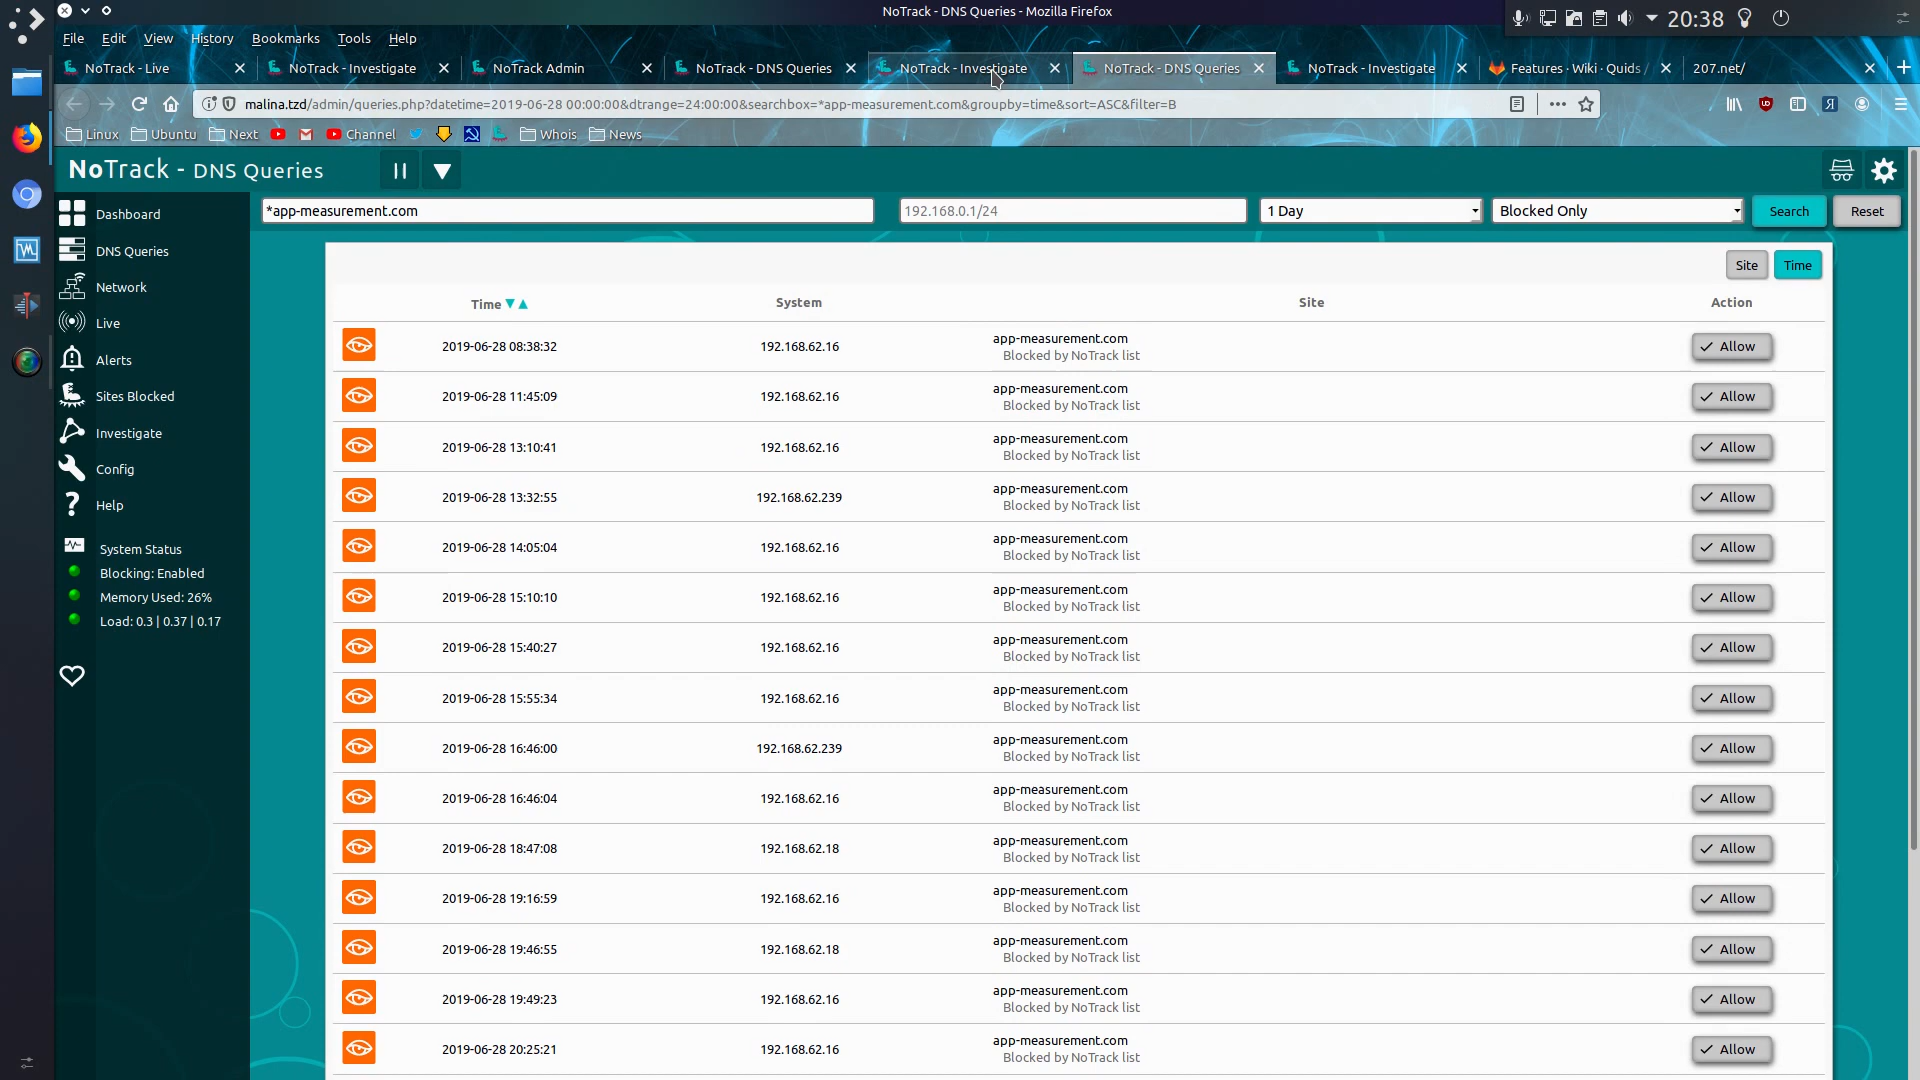 NoTrack - DNS Queries - Mozilla Firefox
20:38
File Edit View History Bookmarks Tools Help
NoTrack - Live
NoTrack - Investigate
NoTrack Admin
NoTrack - DNS Queries
NoTrack - Investigate
NoTrack - DNS Queries
NoTrack - Investigate
Features · Wiki · Quids /
207.net/
malina.tzd/admin/queries.php?datetime=2019-06-28 00:00:00&dtrange=24:00:00&searchbox=*app-measurement.com&groupby=time&sort=ASC&filter=B
Linux Ubuntu Next Channel Whois News
NoTrack - DNS Queries
*app-measurement.com
192.168.0.1/24
1 Day
Blocked Only
Search
Reset
Dashboard
DNS Queries
Network
Live
Alerts
Sites Blocked
Investigate
Config
Help
System Status
Blocking: Enabled
Memory Used: 26%
Load: 0.3 | 0.37 | 0.17
Site Time
Time System Site Action
2019-06-28 08:38:32 192.168.62.16 app-measurement.com Allow
Blocked by NoTrack list
2019-06-28 11:45:09 192.168.62.16 app-measurement.com Allow
Blocked by NoTrack list
2019-06-28 13:10:41 192.168.62.16 app-measurement.com Allow
Blocked by NoTrack list
2019-06-28 13:32:55 192.168.62.239 app-measurement.com Allow
Blocked by NoTrack list
2019-06-28 14:05:04 192.168.62.16 app-measurement.com Allow
Blocked by NoTrack list
2019-06-28 15:10:10 192.168.62.16 app-measurement.com Allow
Blocked by NoTrack list
2019-06-28 15:40:27 192.168.62.16 app-measurement.com Allow
Blocked by NoTrack list
2019-06-28 15:55:34 192.168.62.16 app-measurement.com Allow
Blocked by NoTrack list
2019-06-28 16:46:00 192.168.62.239 app-measurement.com Allow
Blocked by NoTrack list
2019-06-28 16:46:04 192.168.62.16 app-measurement.com Allow
Blocked by NoTrack list
2019-06-28 18:47:08 192.168.62.18 app-measurement.com Allow
Blocked by NoTrack list
2019-06-28 19:16:59 192.168.62.16 app-measurement.com Allow
Blocked by NoTrack list
2019-06-28 19:46:55 192.168.62.18 app-measurement.com Allow
Blocked by NoTrack list
2019-06-28 19:49:23 192.168.62.16 app-measurement.com Allow
Blocked by NoTrack list
2019-06-28 20:25:21 192.168.62.16 app-measurement.com Allow
Blocked by NoTrack list